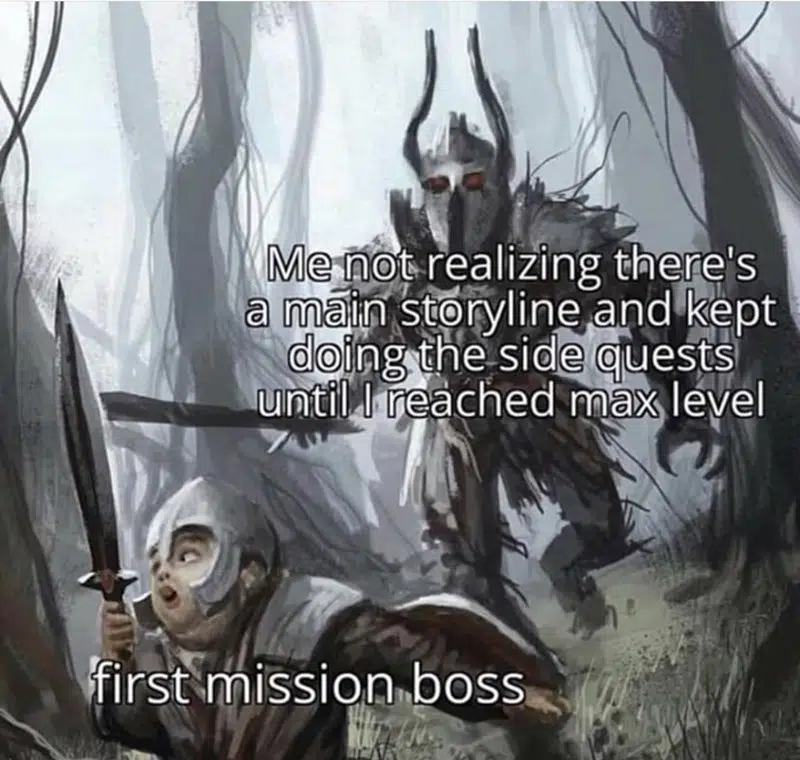 Me not realizing there's
a main storyline and kept
doing the side quests
until I reached max level
first mission boss